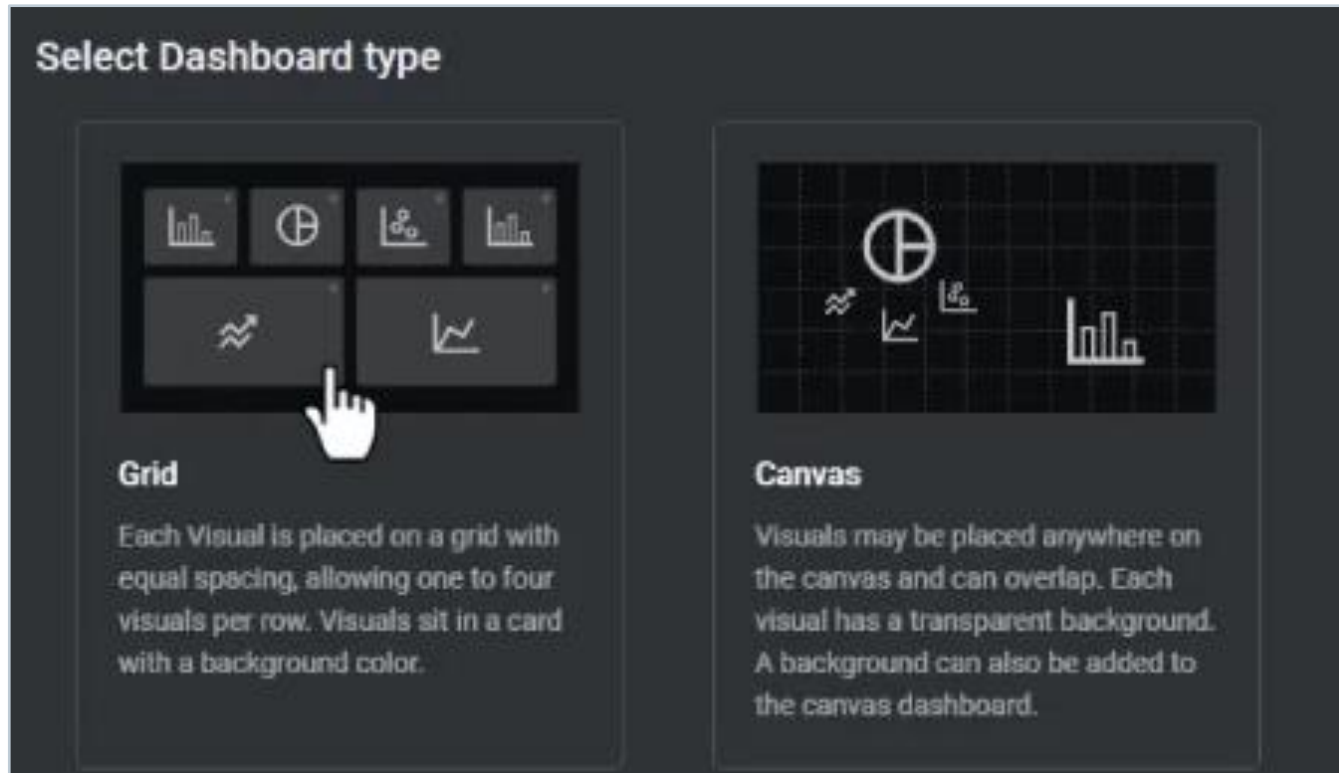 Select Dashboard type
Grid
Each Visual is placed on a grid with
equal spacing, allowing one to four
visuals per row. Visuals sit in a card
with a background color.
Canvas
Visuals may be placed anywhere on
the canvas and can overlap. Each
visual has a transparent background.
A background can also be added to
the canvas dashboard.